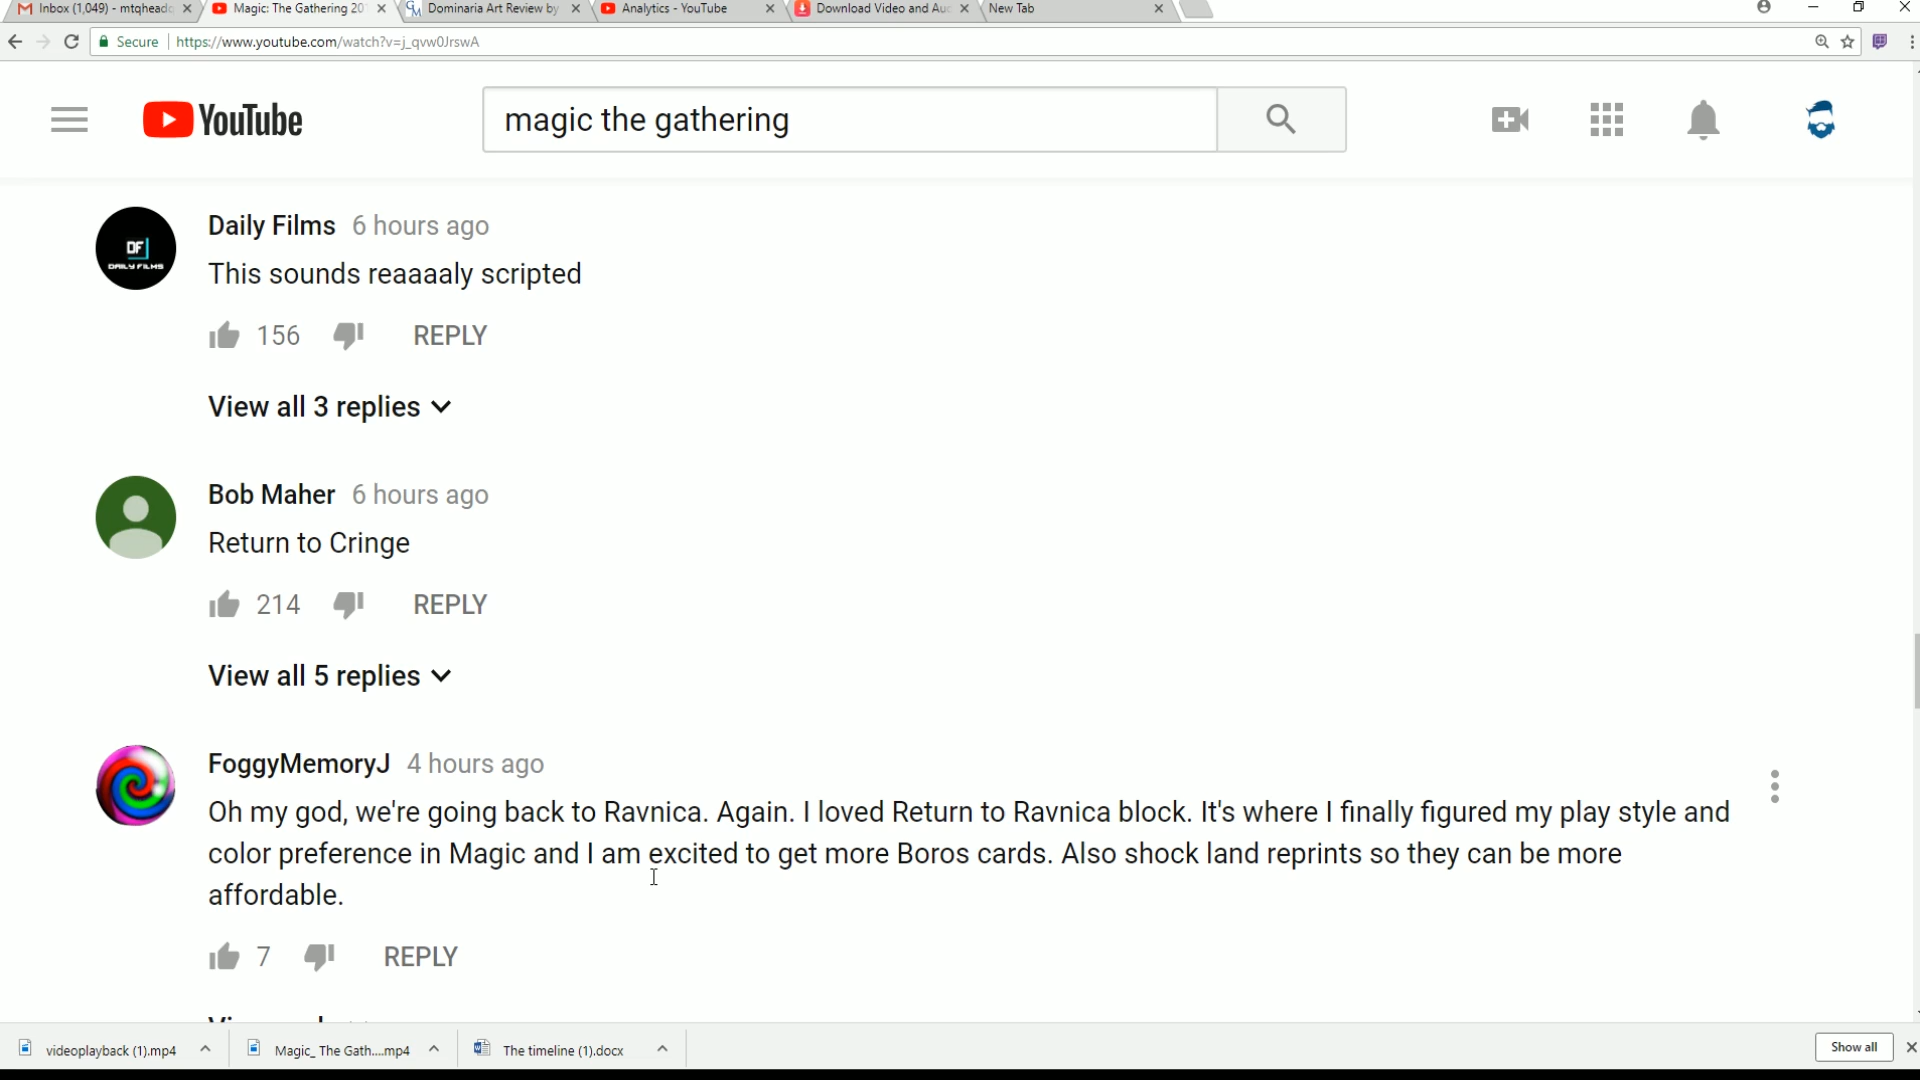 Inbox (1,049) - mtqheadq
Magic: The Gathering 20
Dominaria Art Review by
Analytics - YouTube
Download Video and Au
New Tab
Secure
https://www.youtube.com/watch?v=j_qvw0JrswA
YouTube
magic the gathering
DF
DAILY FILMS
Daily Films 6 hours ago
This sounds reaaaaly scripted
156 REPLY
View all 3 replies
Bob Maher 6 hours ago
Return to Cringe
214 REPLY
View all 5 replies
FoggyMemoryJ 4 hours ago
Oh my god, we're going back to Ravnica. Again. I loved Return to Ravnica block. It's where I finally figured my play style and
color preference in Magic and I am excited to get more Boros cards. Also shock land reprints so they can be more
affordable.
7 REPLY
videoplayback (1).mp4
Magic_ The Gath....mp4
The timeline (1).docx
Show all